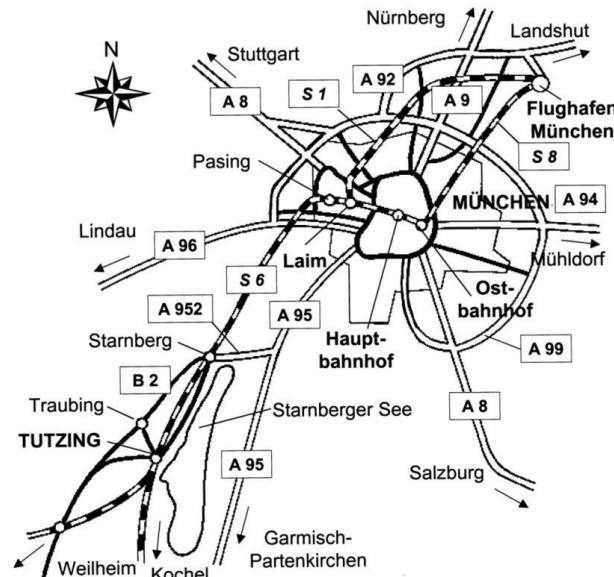 Nürnberg
Landshut
N
Stuttgart
A 92
S 1
A 9
A 8
Flughafen
München
S 8
Pasing
MÜNCHEN
A 94
Lindau
A 96
Laim
Mühldorf
S 6
Ost-
bahnhof
A 952
A 95
Haupt-
bahnhof
Starnberg
A 99
B 2
A 8
Traubing
Starnberger See
TUTZING
A 95
Salzburg
Garmisch-
Partenkirchen
Weilheim
Kochel